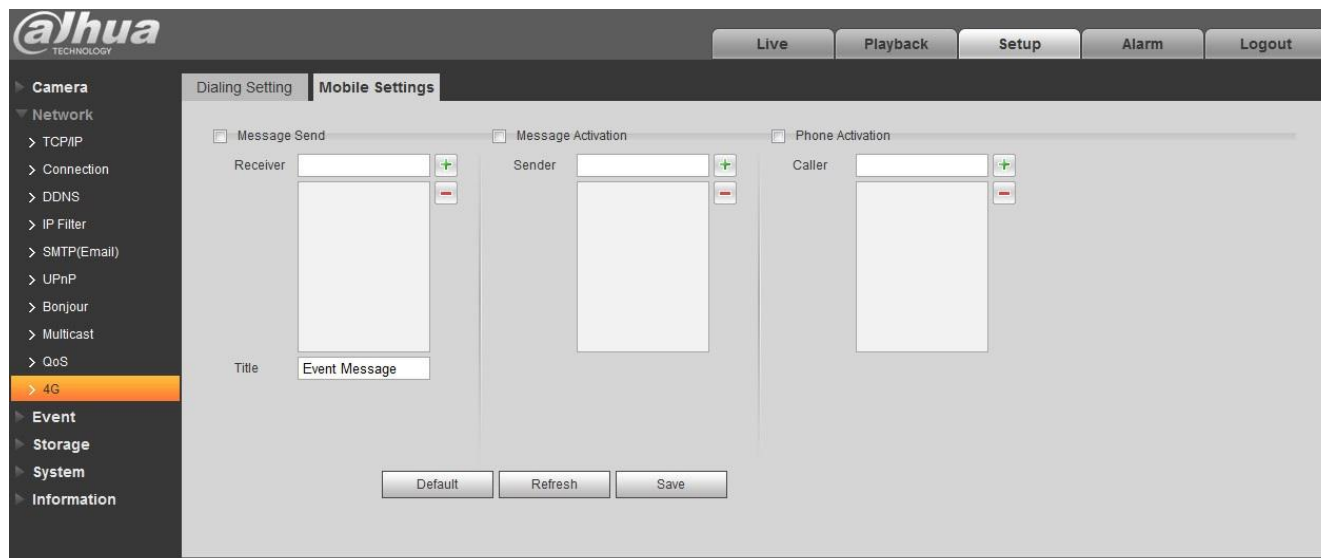 alhua
TECHNOLOGY
Live Playback Setup Alarm Logout
Camera
Network
TCP/IP
Connection
DDNS
IP Filter
SMTP(Email)
UPnP
Bonjour
Multicast
QoS
4G
Event
Storage
System
Information
Dialing Setting Mobile Settings
Message Send
Receiver
Title Event Message
Message Activation
Sender
Phone Activation
Caller
Default Refresh Save